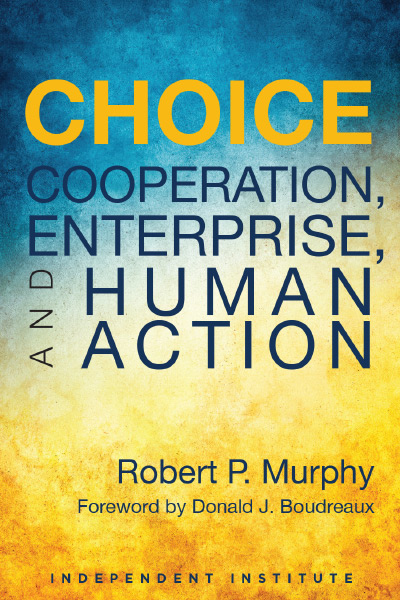 CHOICE
COOPERATION,
ENTERPRISE,
AND HUMAN
ACTION
Robert P. Murphy
Foreword by Donald J. Boudreaux
INDEPENDENT INSTITUTE